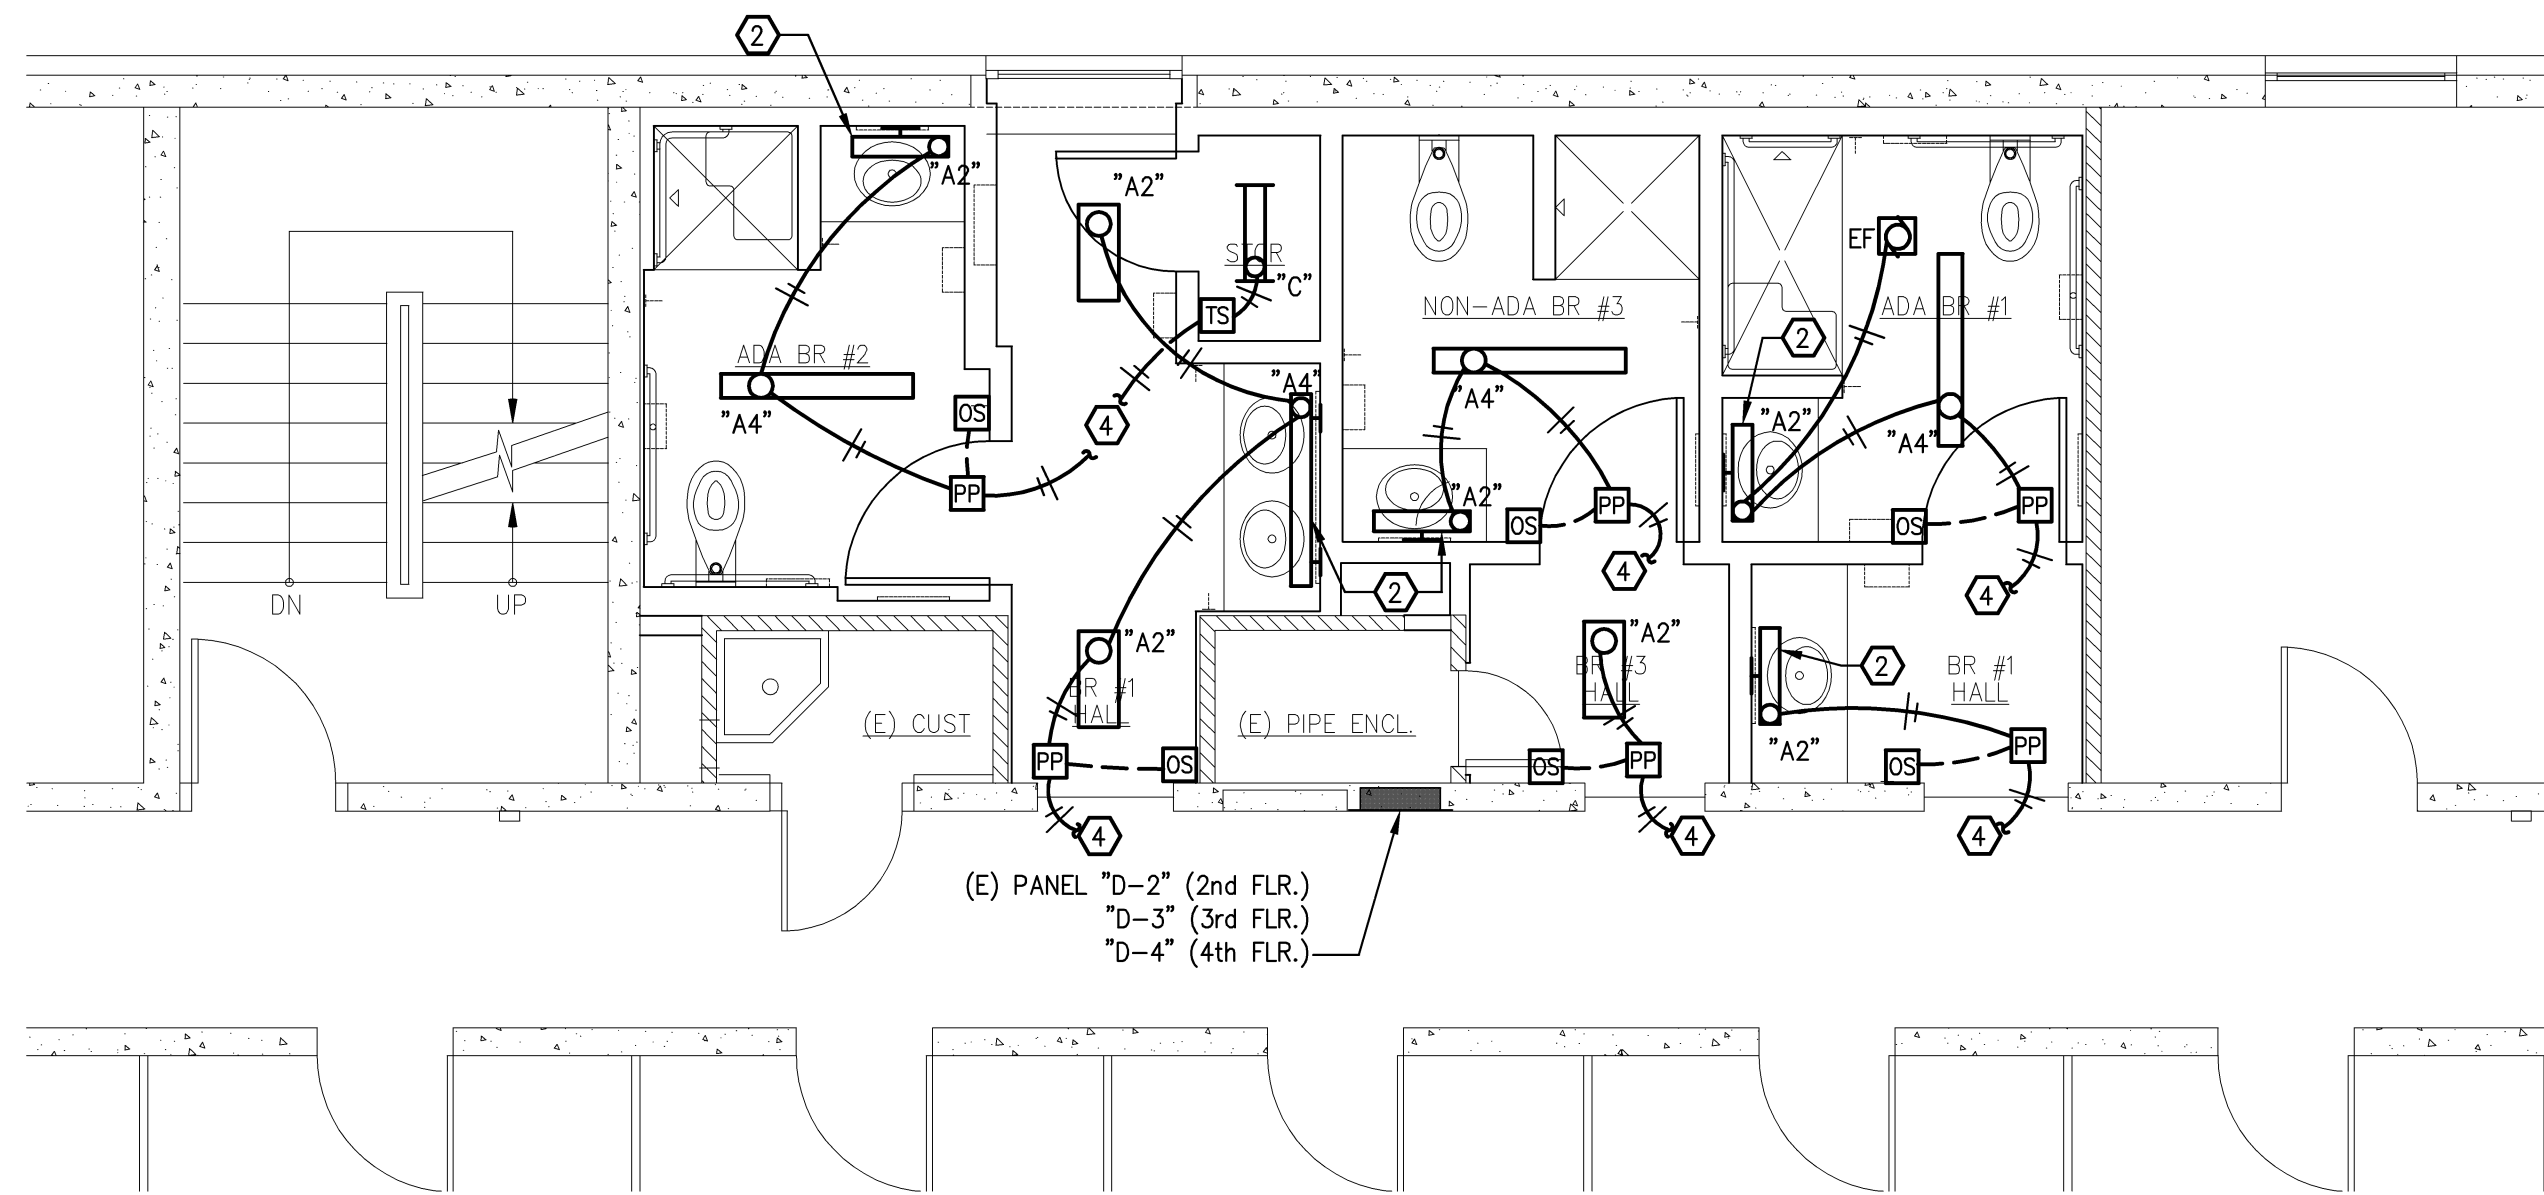 2
"A2"
"A2"
STOR
"C"
TS
EF
NON-ADA BR #3
ADA BR #1
2
ADA BR #2
"A4"
OS
4
"A4"
"A4"
"A2"
"A4"
PP
"A2"
OS
PP
OS
PP
4
4
2
DN
UP
"A2"
"A2"
BR #1
HALL
BR #3
HALL
2
BR #1
HALL
(E) CUST
(E) PIPE ENCL.
"A2"
PP
OS
OS
PP
OS
PP
4
4
4
(E) PANEL "D-2" (2nd FLR.)
"D-3" (3rd FLR.)
"D-4" (4th FLR.)